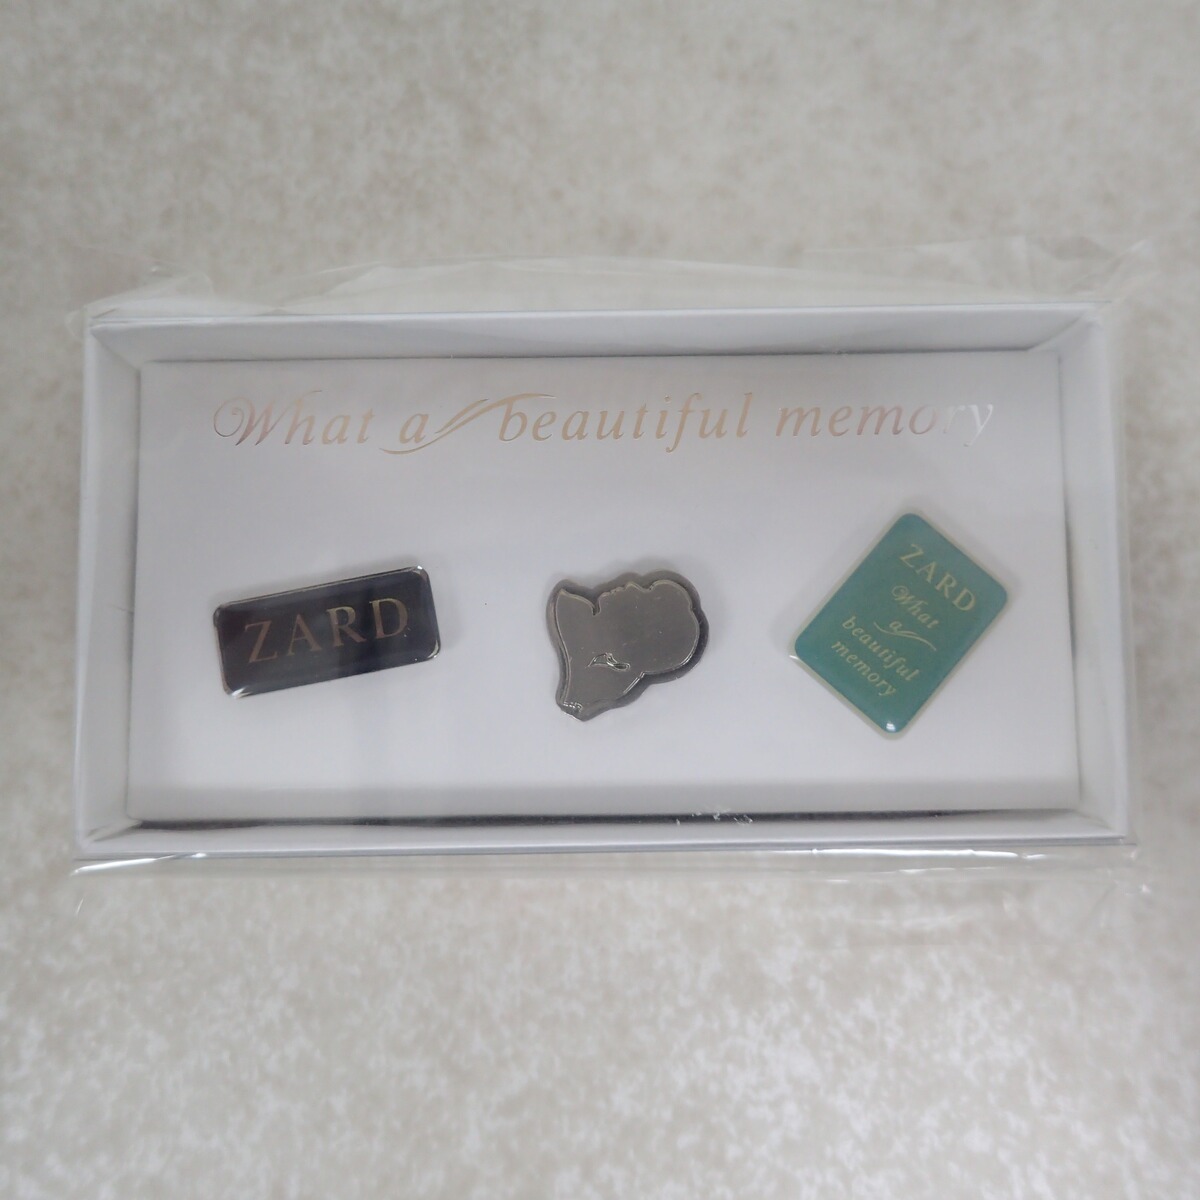 What a beautiful memory
ZARD
ZARD
What
a
beautiful
memory